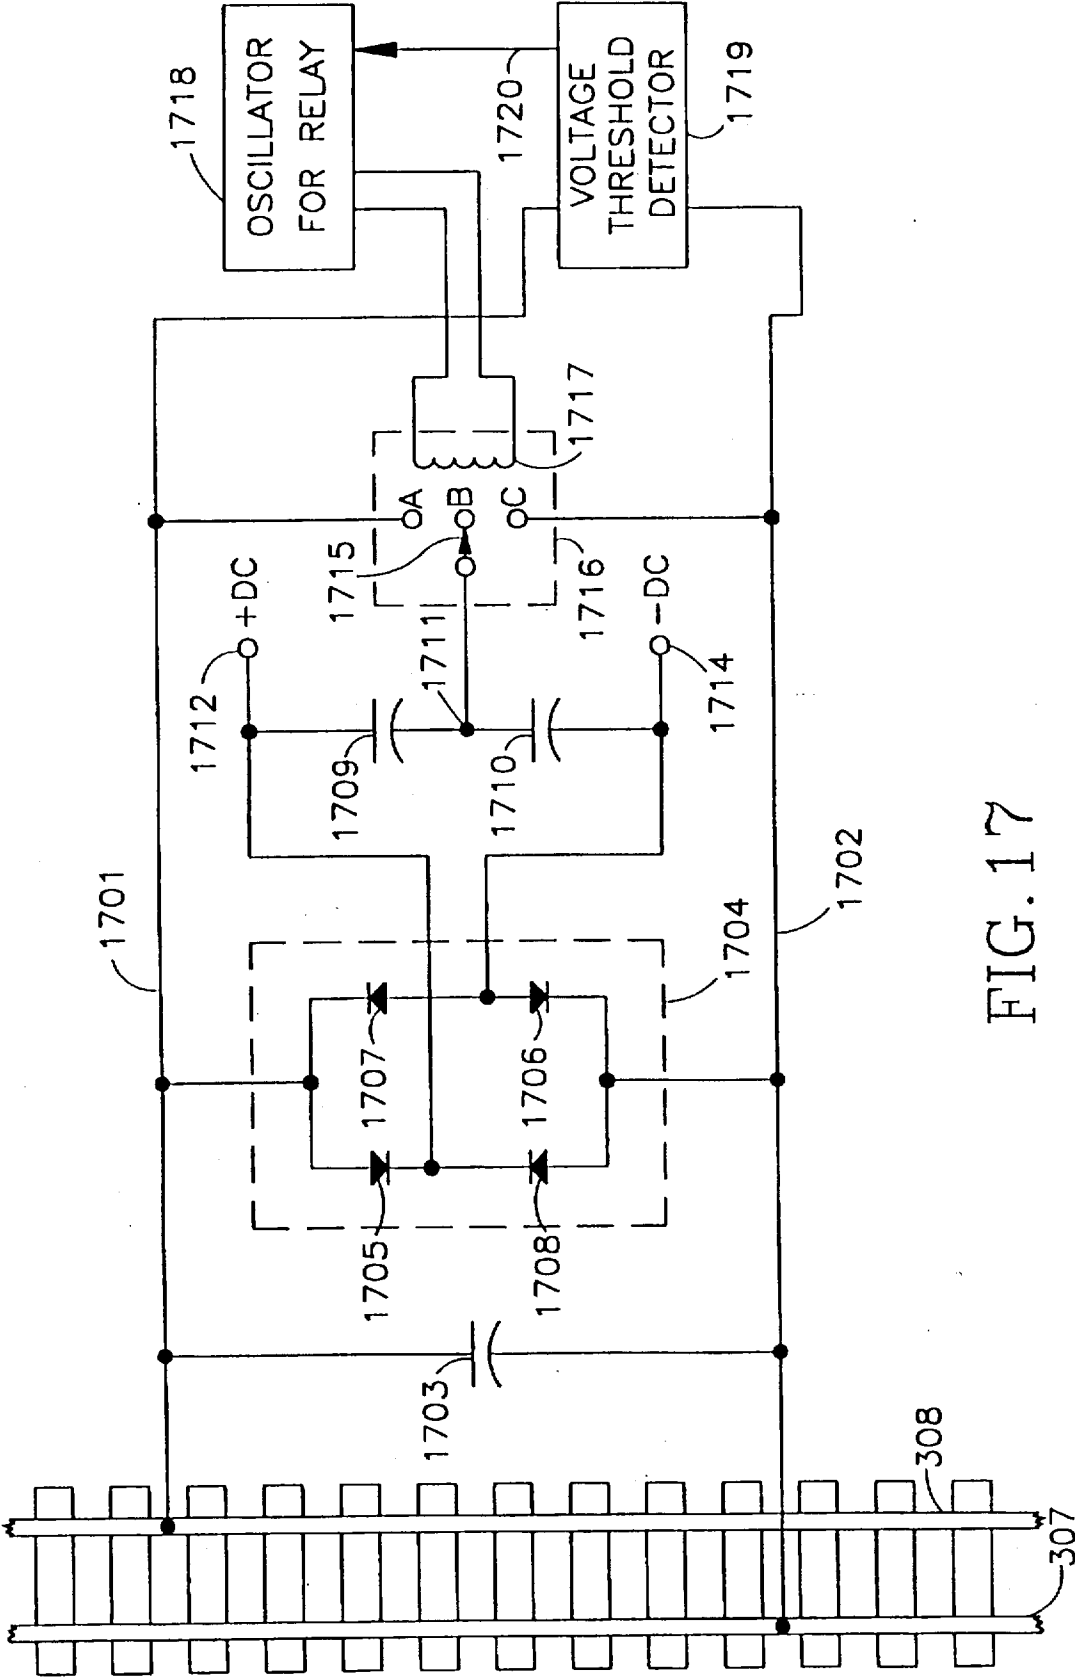 1718
OSCILLATOR
FOR RELAY
1720
VOLTAGE
THRESHOLD
DETECTOR
1719
1717
A
B
C
1715
1716
1711
+DC
1712
-DC
1714
1709
1710
1701
1702
1704
1707
1706
1705
1708
1703
308
307
FIG. 17